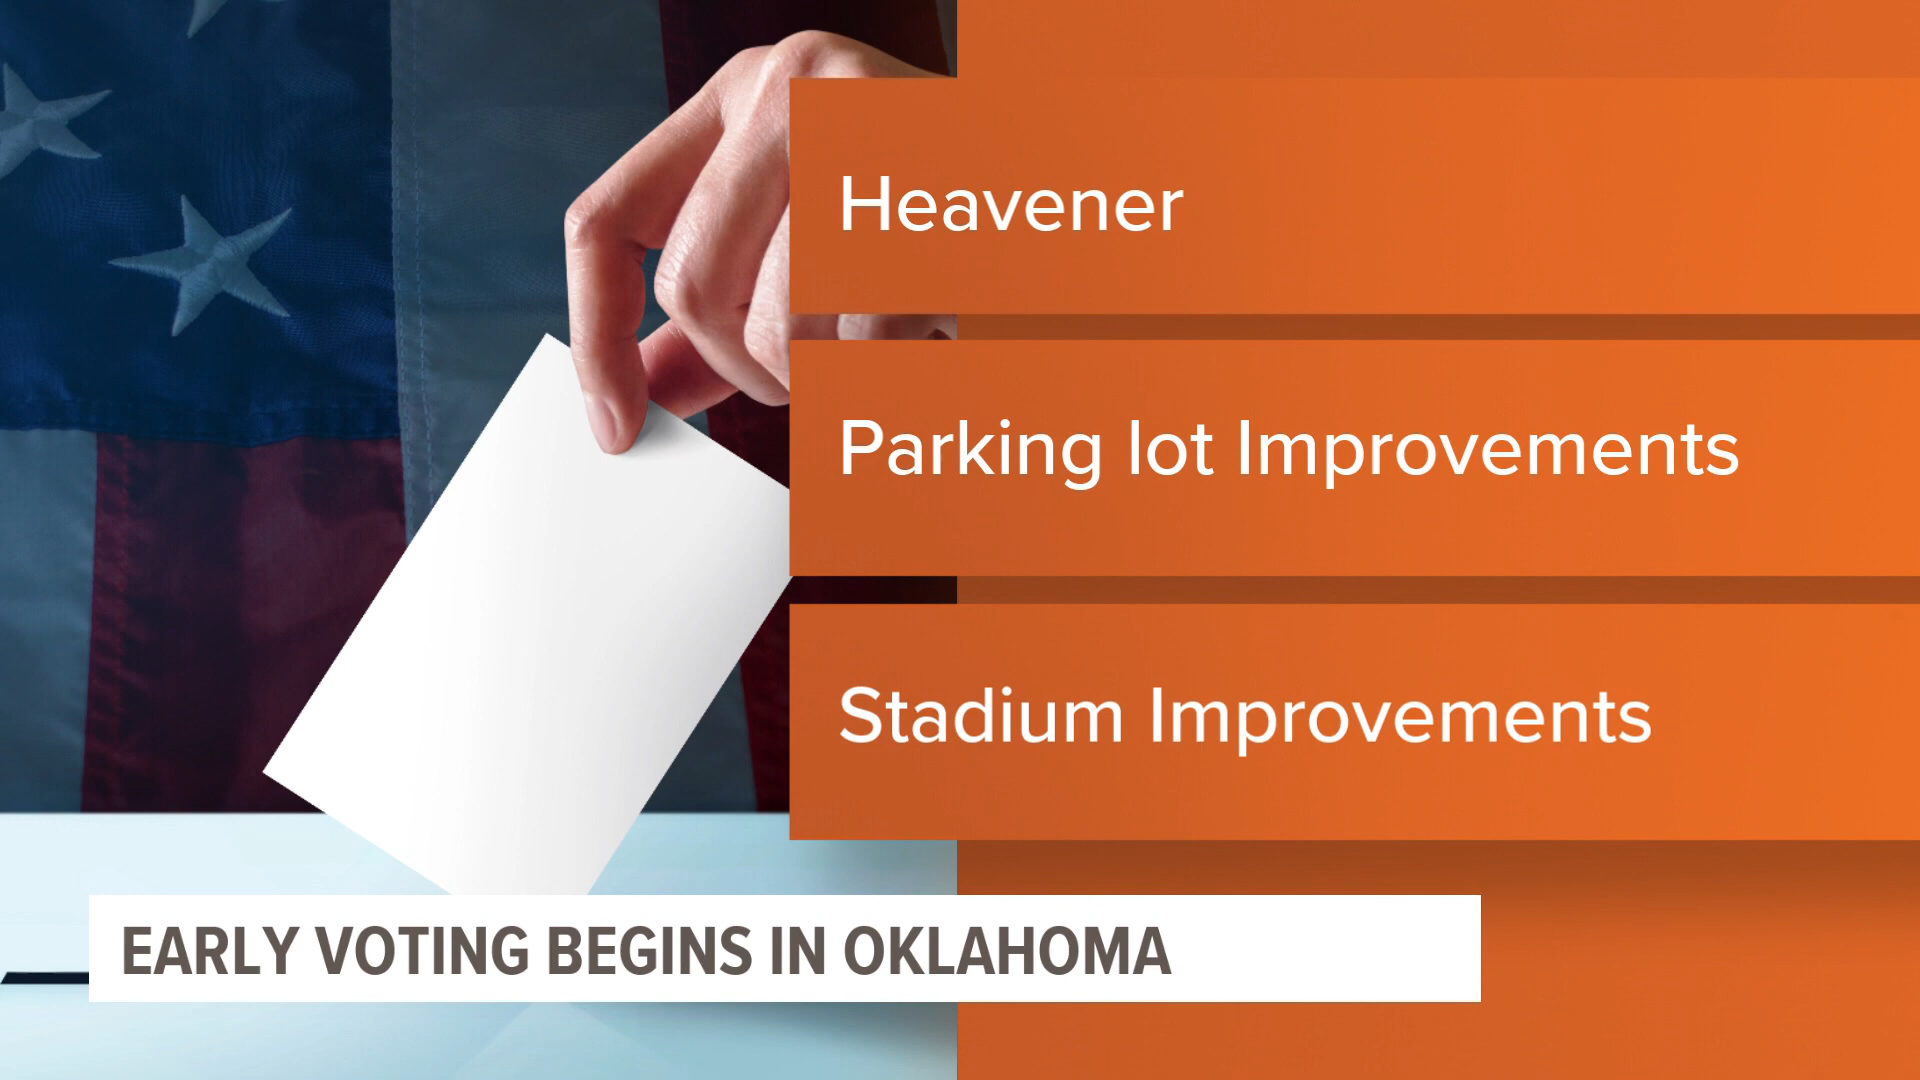 Heavener
Parking lot Improvements
Stadium Improvements
EARLY VOTING BEGINS IN OKLAHOMA